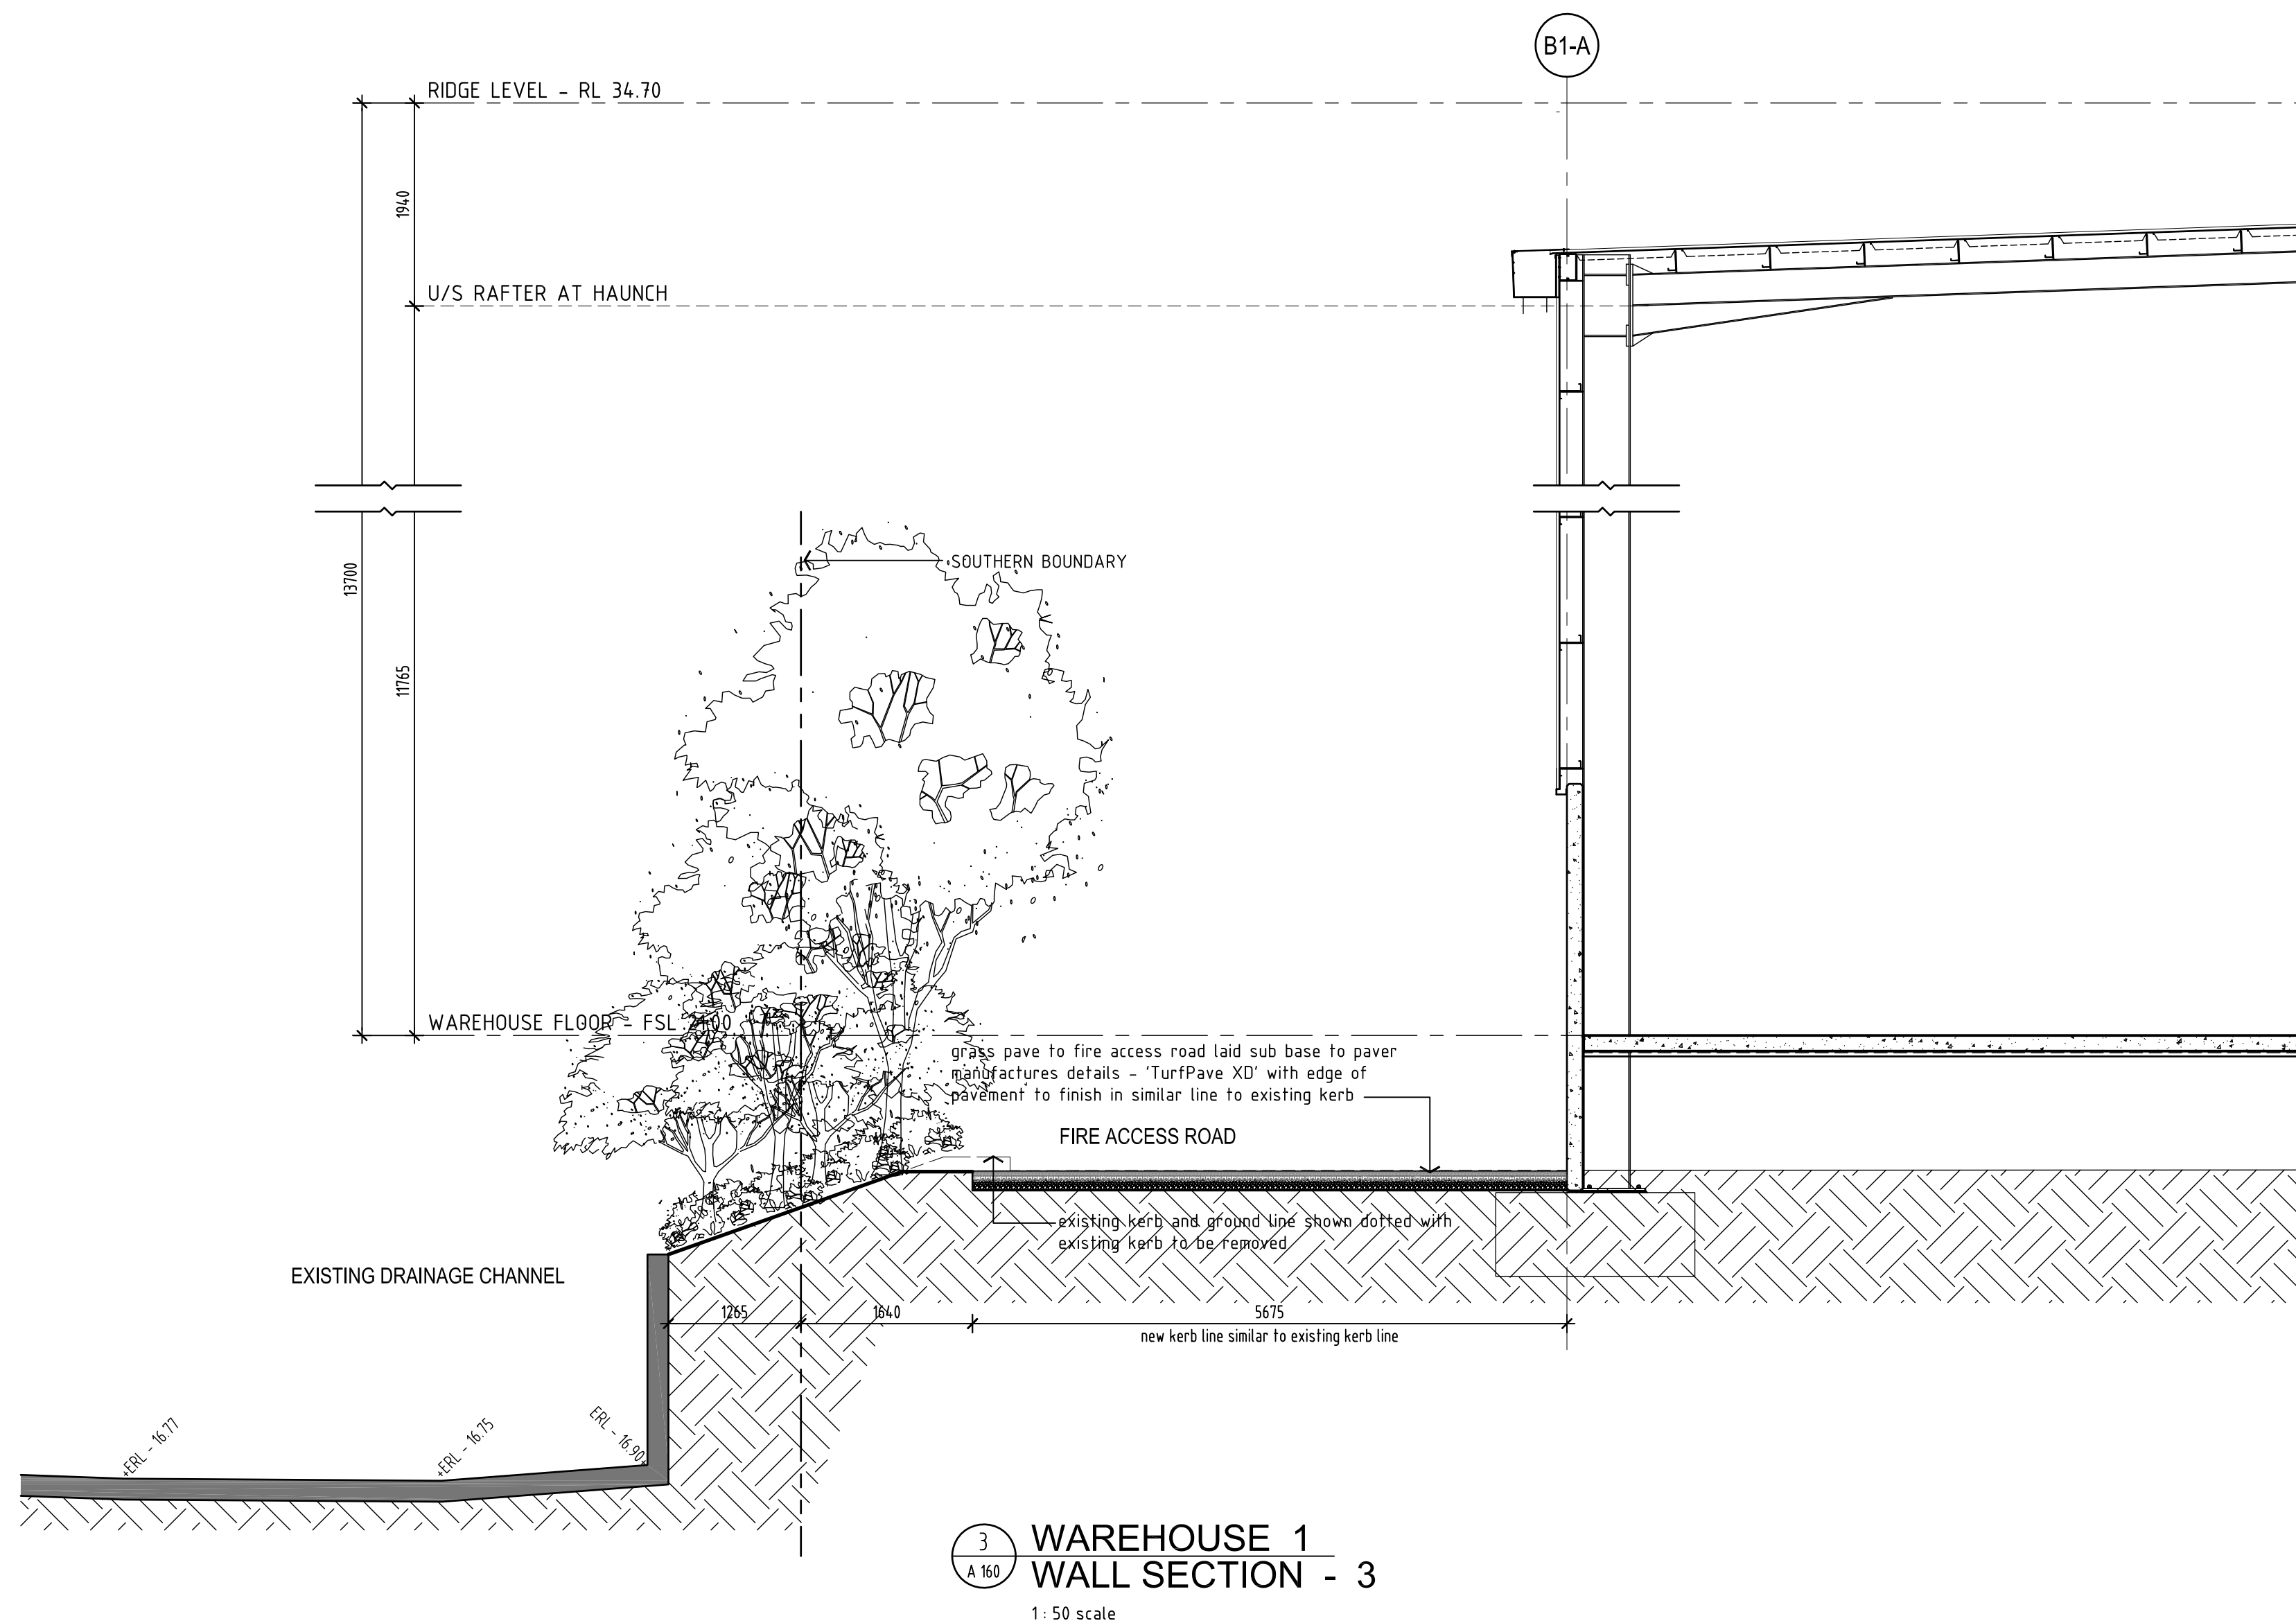 B1-A
RIDGE LEVEL - RL 34.70
1940
U/S RAFTER AT HAUNCH
SOUTHERN BOUNDARY
13700
11765
WAREHOUSE FLOOR - FSL
grass pave to fire access road laid sub base to paver
manufactures details - 'TurfPave XD' with edge of
pavement to finish in similar line to existing kerb
FIRE ACCESS ROAD
existing kerb and ground line shown dotted with
existing kerb to be removed
EXISTING DRAINAGE CHANNEL
1265
1640
5675
new kerb line similar to existing kerb line
+ERL - 16.77
+ERL - 16.75
ERL - 16.90+
3
A 160
WAREHOUSE 1
WALL SECTION - 3
1 : 50 scale